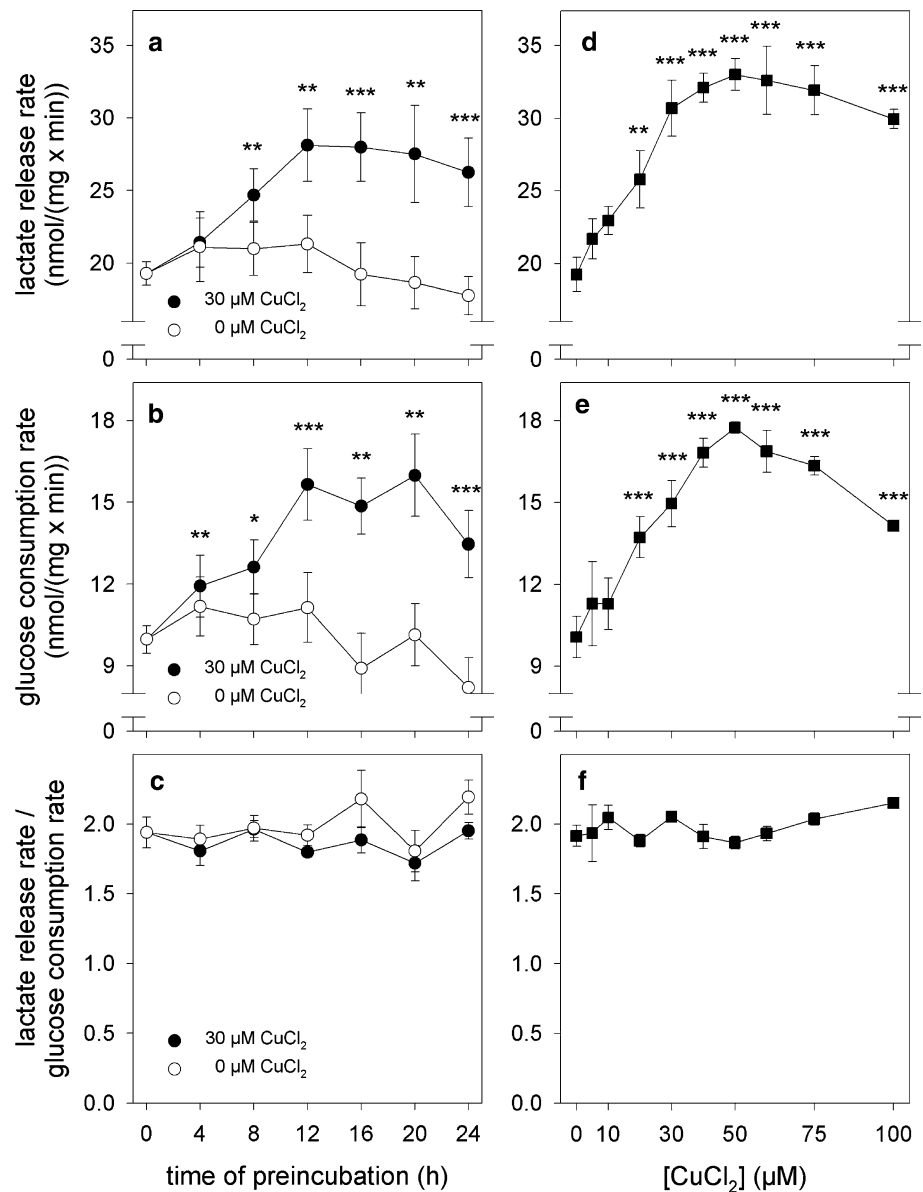 a
lactate release rate
(nmol/(mg x min))
35
30
25
20
0
** ** *** ** ***
30 µM CuCl2
0 µM CuCl2
d
35
30
25
20
0
** *** *** *** *** *** ***
b
glucose consumption rate
(nmol/(mg x min))
18
15
12
9
0
** * *** ** ** ***
30 µM CuCl2
0 µM CuCl2
e
18
15
12
9
0
*** *** *** *** *** *** ***
c
lactate release rate /
glucose consumption rate
2.0
1.5
1.0
0.5
0.0
30 µM CuCl2
0 µM CuCl2
0 4 8 12 16 20 24
time of preincubation (h)
f
2.0
1.5
1.0
0.5
0.0
0 10 30 50 75 100
[CuCl2] (µM)